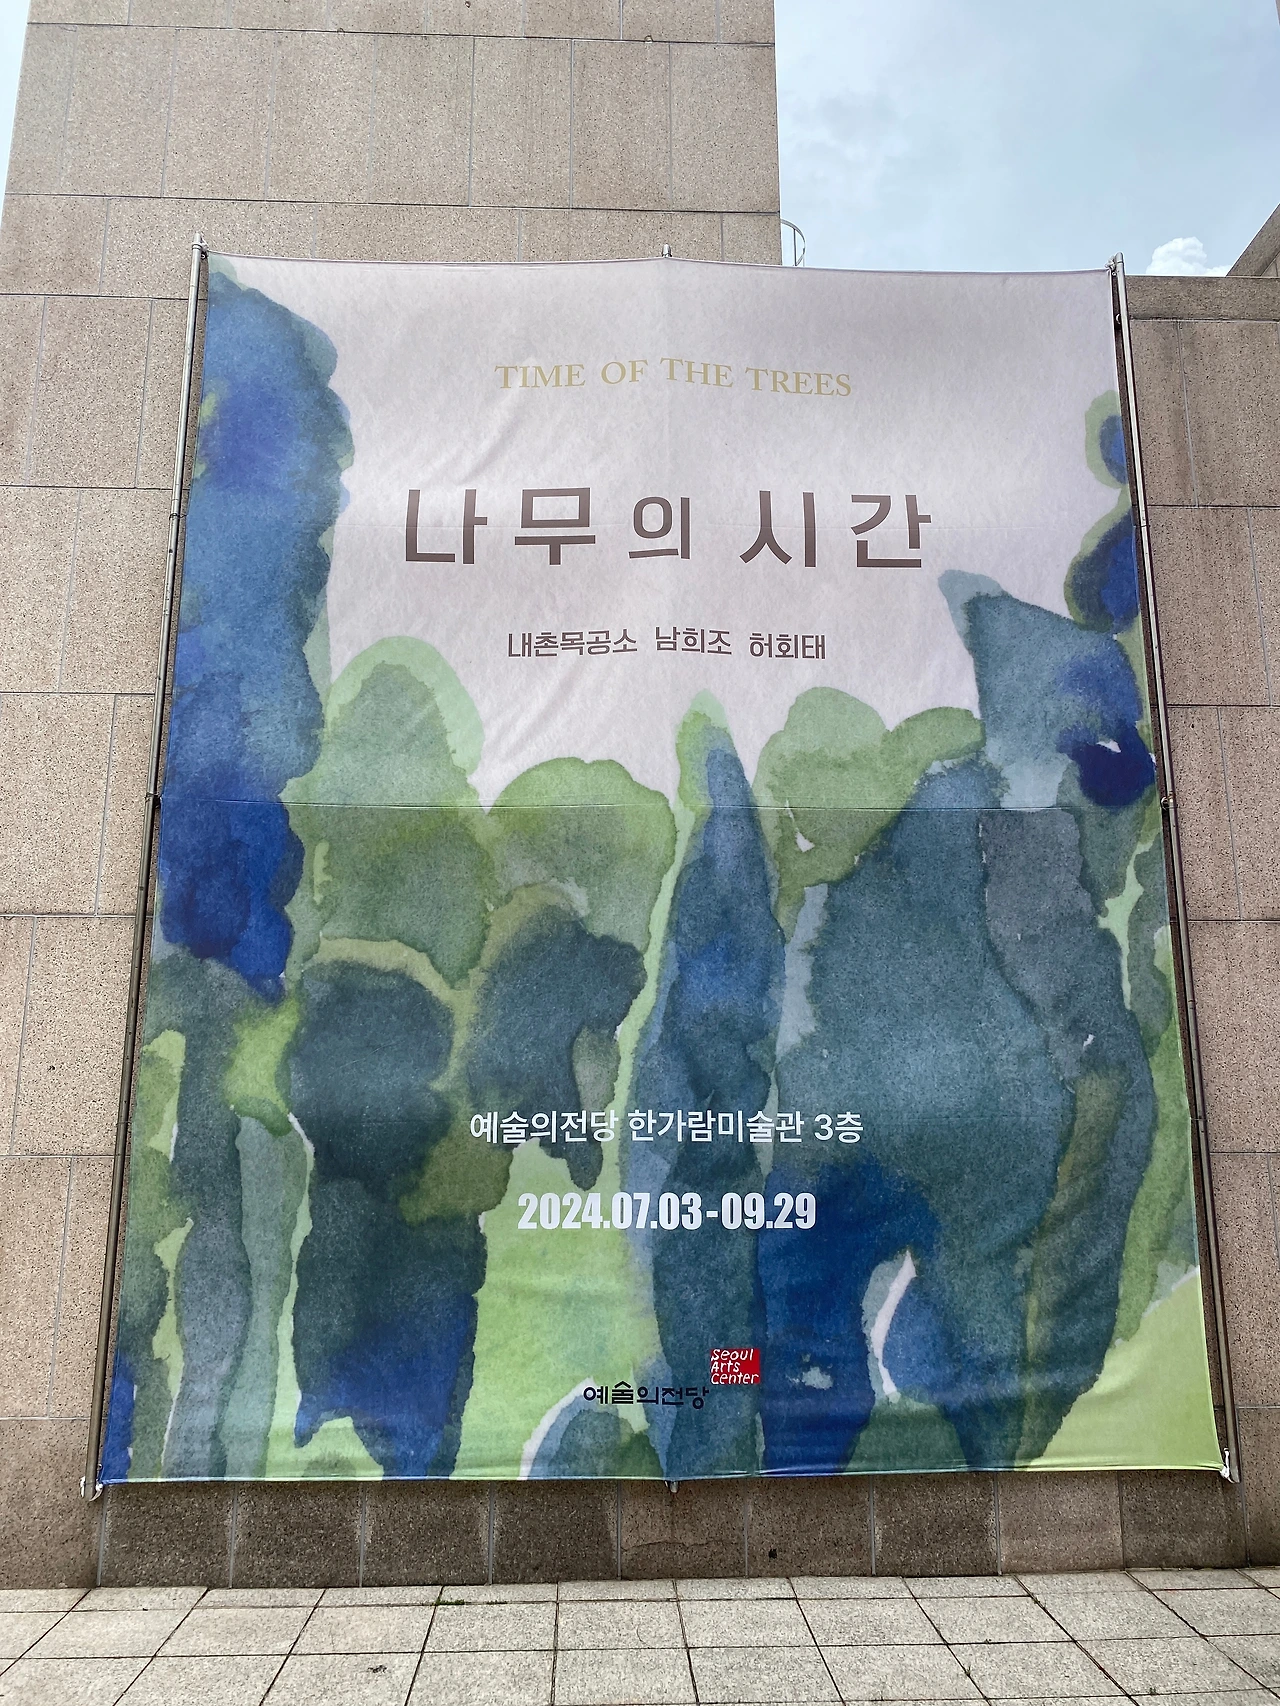 TIME OF THE TREES
나무의 시간
내촌목공소 남희조 허회태
예술의전당 한가람미술관 3층
2024.07.03-09.29
Seoul
Arts
Center
예술의전당